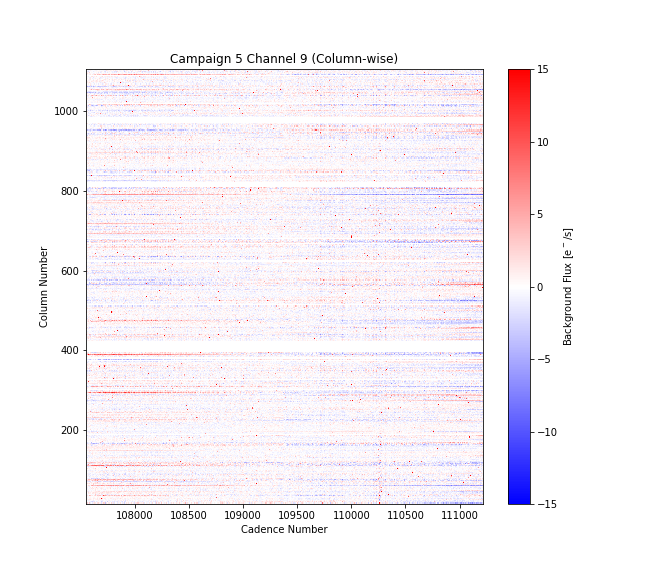 Campaign 5 Channel 9 (Column-wise)
1000
800
600
400
200
Column Number
108000 108500 109000 109500 110000 110500 111000
Cadence Number
15
10
5
0
−5
−10
−15
Background Flux [e⁻/s]